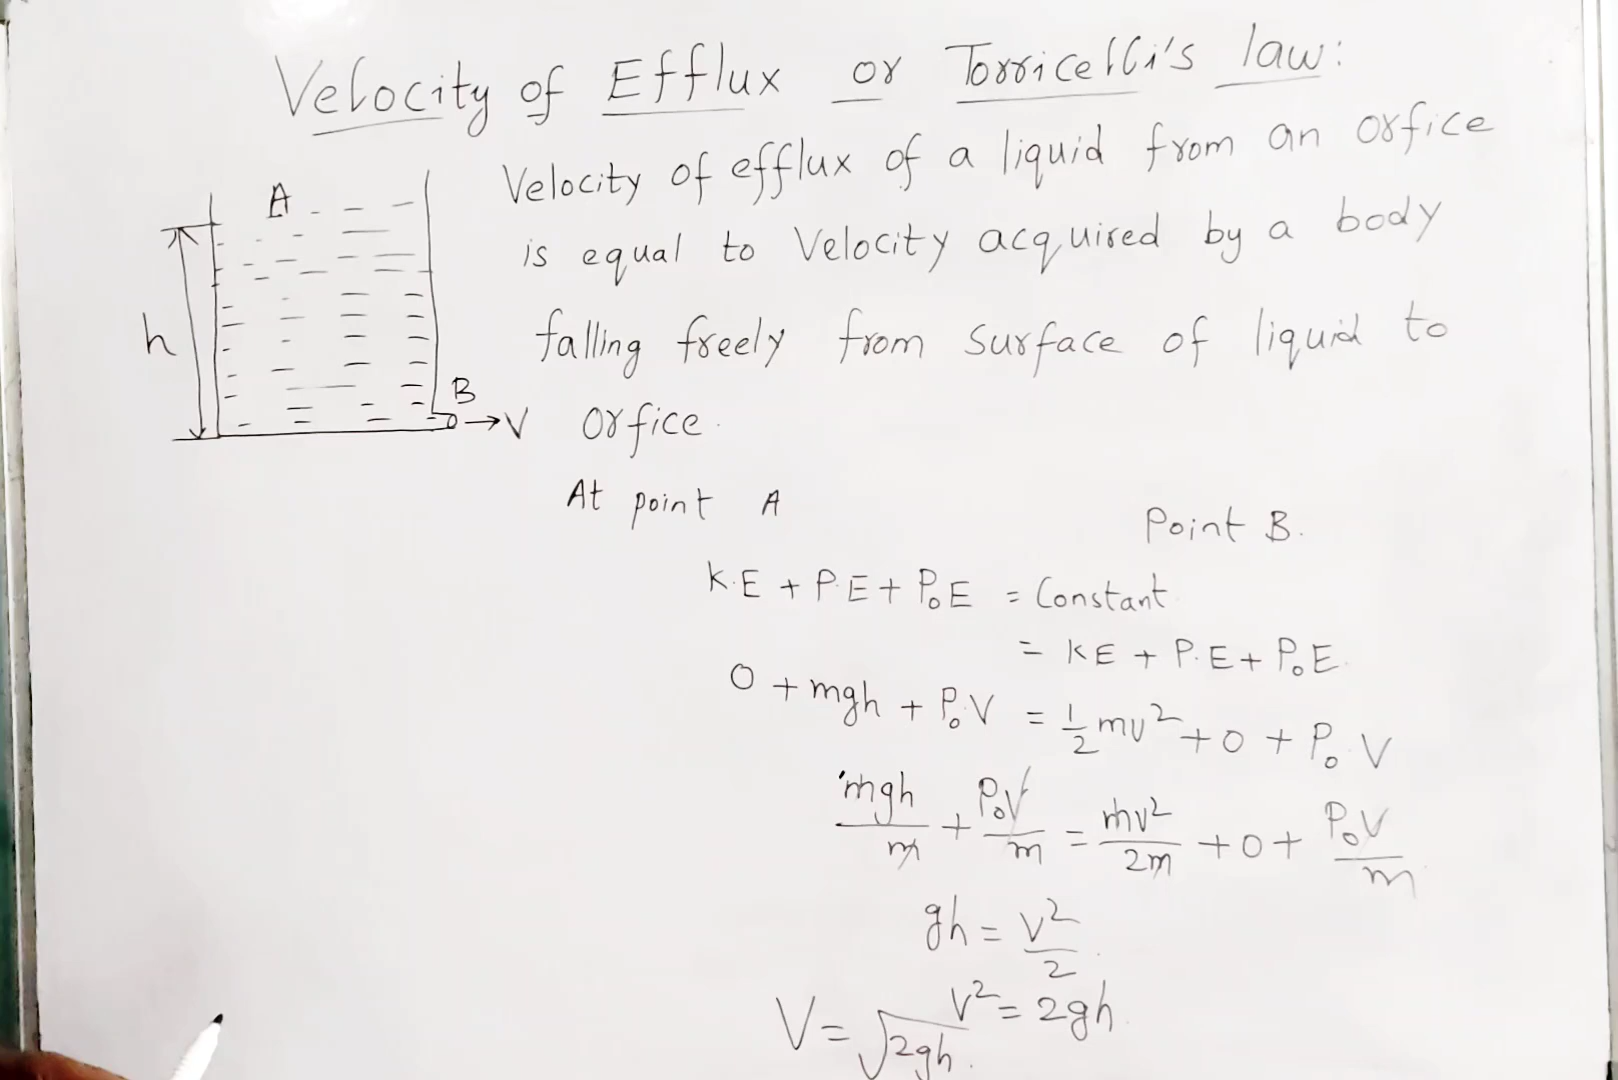 Velocity of Efflux or Torricelli's law:
Velocity of efflux of a liquid from an orfice
is equal to Velocity acquired by a body
falling freely from surface of liquid to
orfice.
A
h
B
→V
At point A
Point B.
K.E + P.E + P₀E = Constant
= KE + P.E + P₀E.
0 + mgh + P₀V = 1/2 mv² + 0 + P₀V
mgh/m + P₀V/m = mv²/2m + 0 + P₀V/m
gh = v²/2
v² = 2gh
V = √2gh.